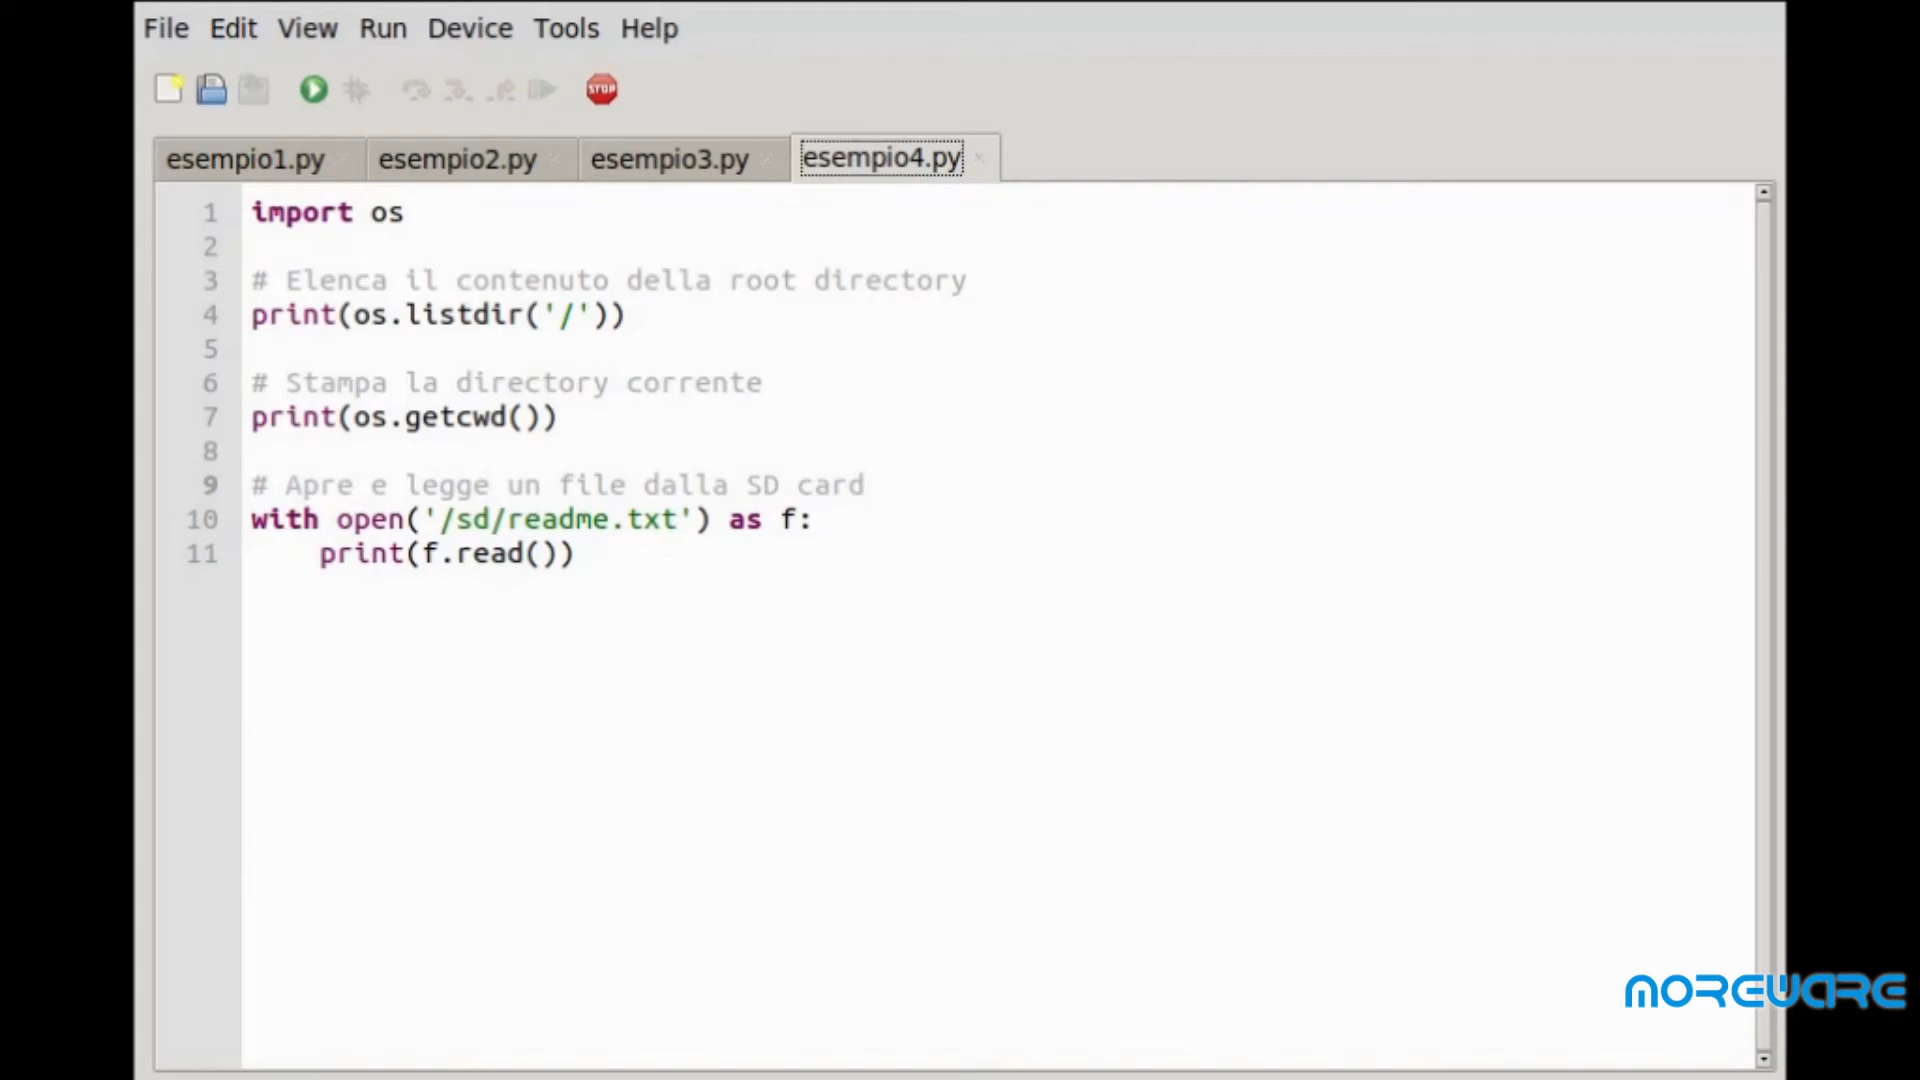 File Edit View Run Device Tools Help
STOP
esempio1.py esempio2.py esempio3.py esempio4.py
1 import os
2
3 # Elenca il contenuto della root directory
4 print(os.listdir('/'))
5
6 # Stampa la directory corrente
7 print(os.getcwd())
8
9 # Apre e legge un file dalla SD card
10 with open('/sd/readme.txt') as f:
11     print(f.read())
MOREWARE